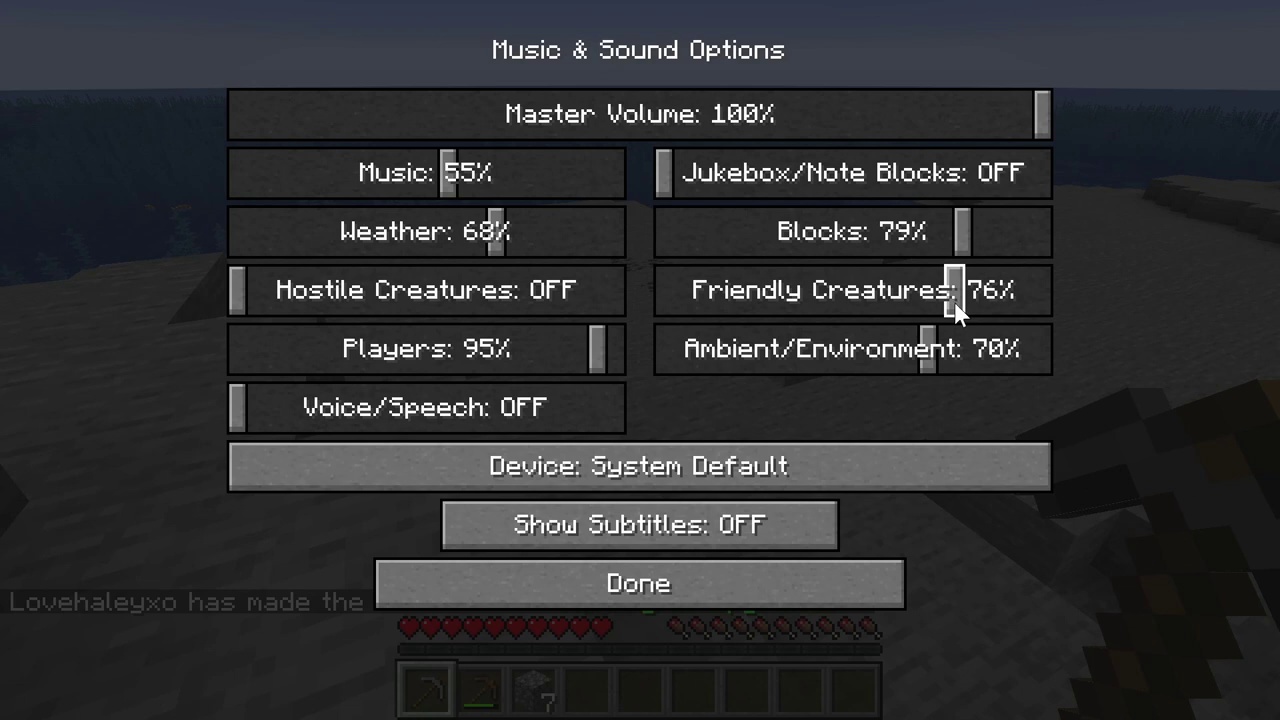 Music & Sound Options
Master Volume: 100%
Music: 55%
Jukebox/Note Blocks: OFF
Weather: 68%
Blocks: 79%
Hostile Creatures: OFF
Friendly Creatures: 76%
Players: 95%
Ambient/Environment: 70%
Voice/Speech: OFF
Device: System Default
Show Subtitles: OFF
Done
Lovehaleyxo has made the
7